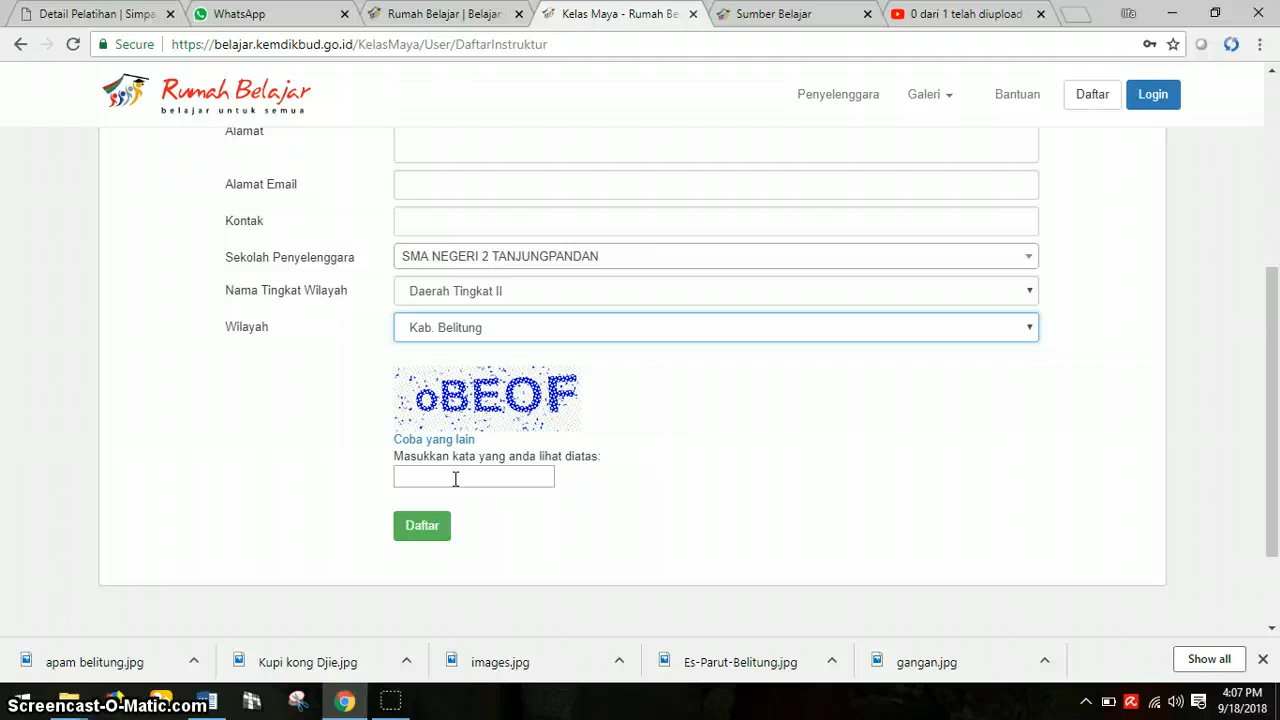 Detail Pelatihan | Simpa
WhatsApp
Rumah Belajar | Belajar
Kelas Maya - Rumah Be
Sumber Belajar
0 dari 1 telah diupload
Secure
https://belajar.kemdikbud.go.id/KelasMaya/User/DaftarInstruktur
Rumah Belajar
belajar untuk semua
Penyelenggara
Galeri
Bantuan
Daftar
Login
Alamat
Alamat Email
Kontak
Sekolah Penyelenggara
SMA NEGERI 2 TANJUNGPANDAN
Nama Tingkat Wilayah
Daerah Tingkat II
Wilayah
Kab. Belitung
oBEOF
Coba yang lain
Masukkan kata yang anda lihat diatas:
Daftar
apam belitung.jpg
Kupi kong Djie.jpg
images.jpg
Es-Parut-Belitung.jpg
gangan.jpg
Show all
4:07 PM
9/18/2018
Screencast-O-Matic.com